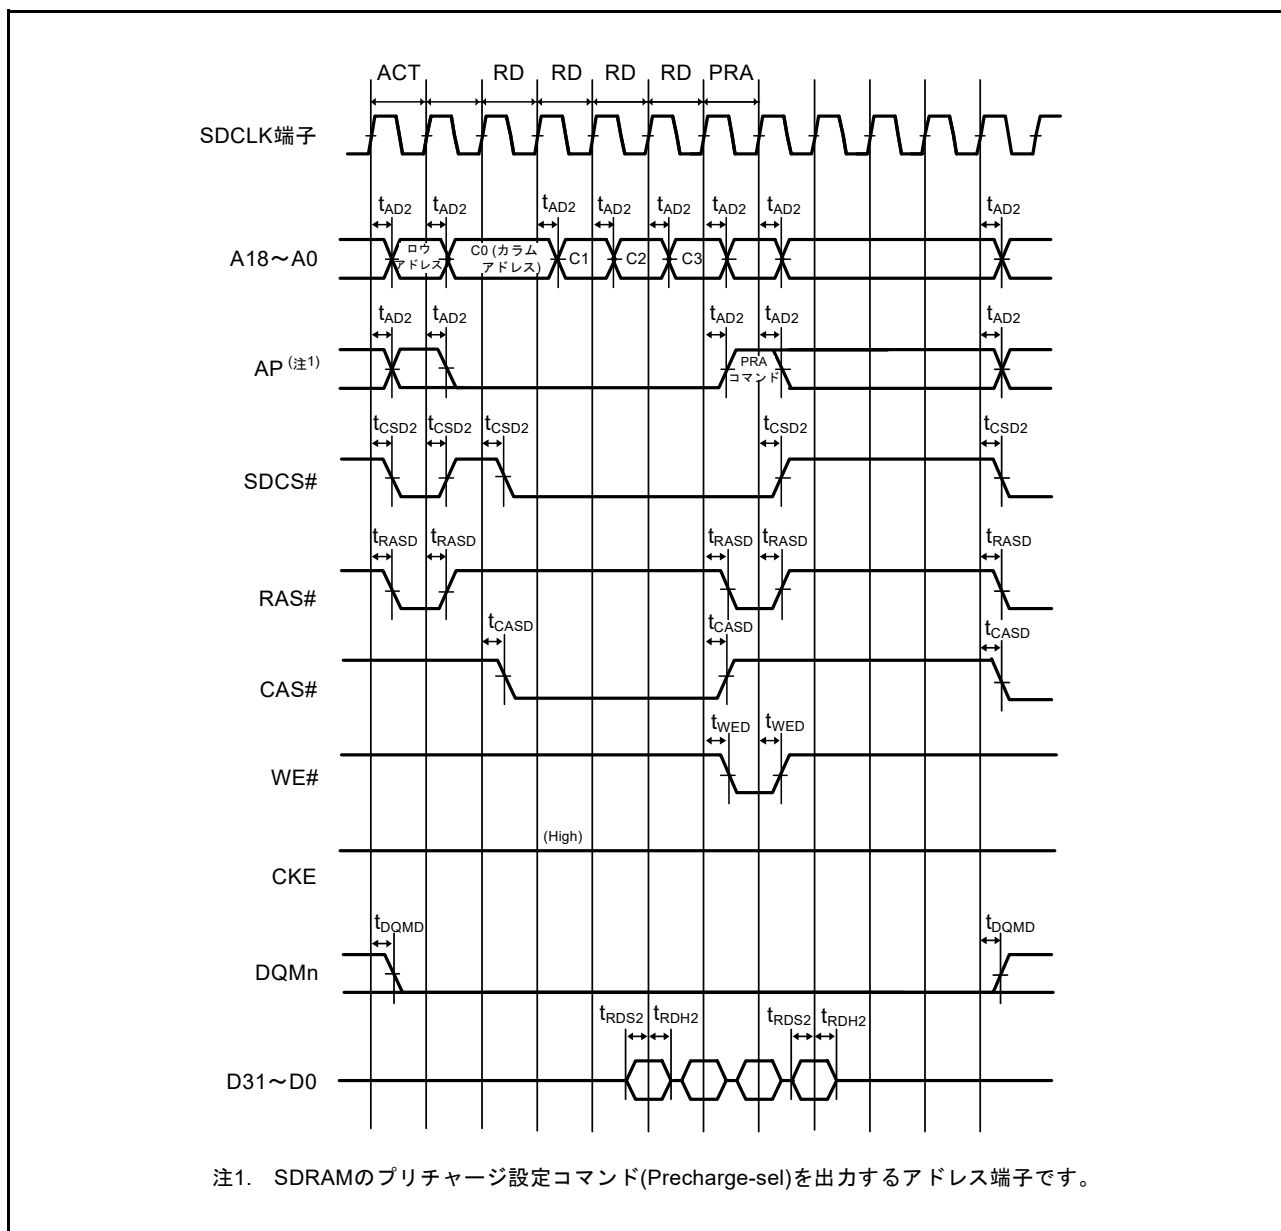 ACT RD RD RD RD PRA
SDCLK端子
tAD2 tAD2 tAD2 tAD2 tAD2 tAD2 tAD2 tAD2
A18～A0
ロウ
アドレス
C0 (カラム
アドレス)
C1 C2 C3
tAD2 tAD2 tAD2 tAD2 tAD2
AP (注1)
PRA
コマンド
tCSD2 tCSD2 tCSD2 tCSD2 tCSD2
SDCS#
tRASD tRASD tRASD tRASD tRASD
RAS#
tCASD tCASD tCASD
CAS#
tWED tWED
WE#
(High)
CKE
tDQMD tDQMD
DQMn
tRDS2 tRDH2 tRDS2 tRDH2
D31～D0
注1. SDRAMのプリチャージ設定コマンド(Precharge-sel)を出力するアドレス端子です。